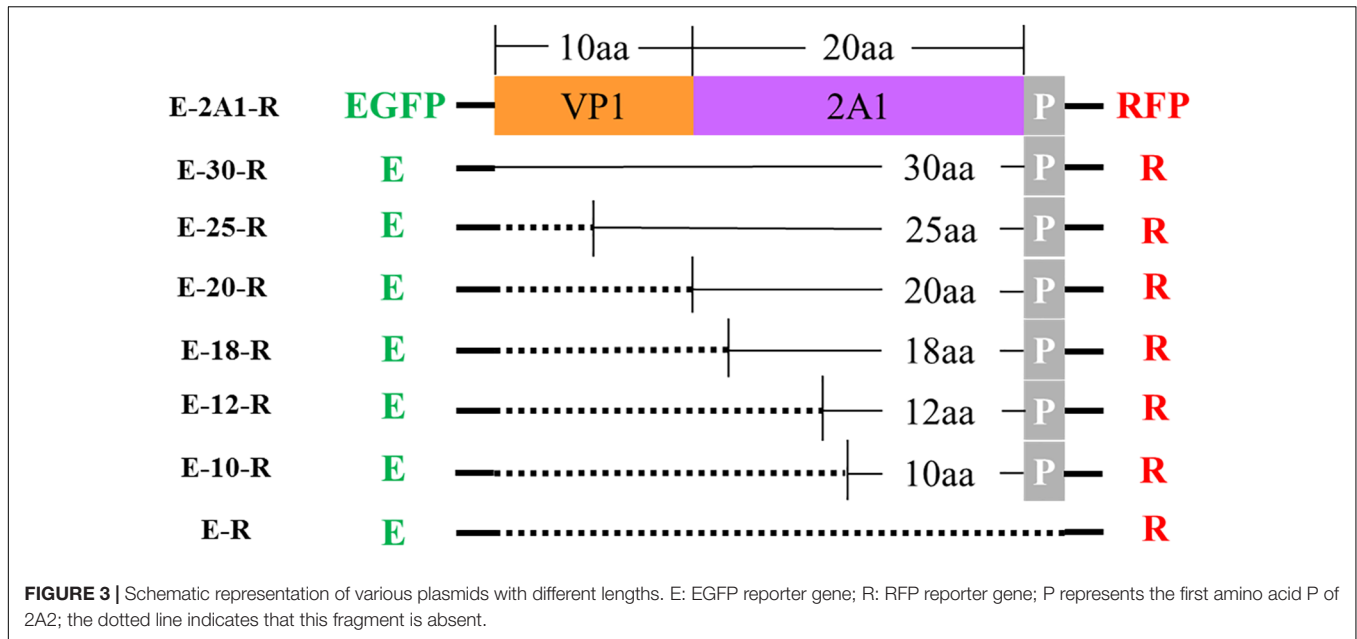 10aa 20aa
E-2A1-R EGFP VP1 2A1 P RFP
E-30-R E 30aa P R
E-25-R E 25aa P R
E-20-R E 20aa P R
E-18-R E 18aa P R
E-12-R E 12aa P R
E-10-R E 10aa P R
E-R E R
FIGURE 3 | Schematic representation of various plasmids with different lengths. E: EGFP reporter gene; R: RFP reporter gene; P represents the first amino acid P of
2A2; the dotted line indicates that this fragment is absent.